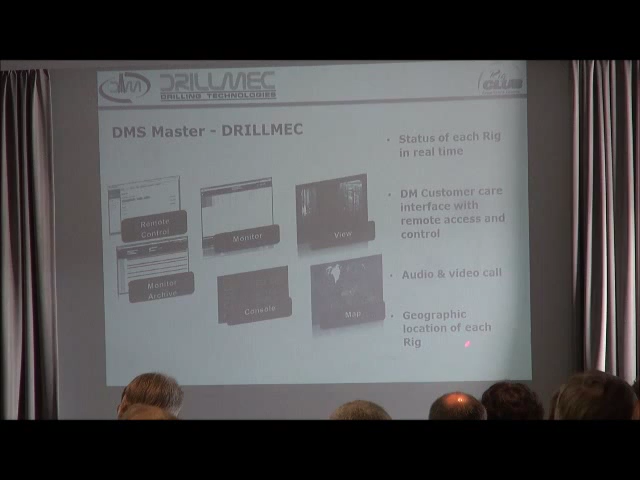 DM
DRILLMEC
DRILLING TECHNOLOGIES
CLUB
DMS Master - DRILLMEC
Remote
Control
Monitor
View
Monitor
Archive
Console
Map
• Status of each Rig
in real time
• DM Customer care
interface with
remote access and
control
• Audio & video call
• Geographic
location of each
Rig